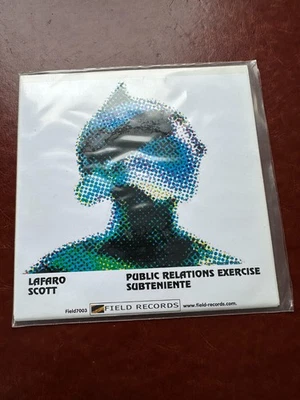 LAFARO PUBLIC RELATIONS EXERCISE
SCOTT SUBTENIENTE
Field7003 FIELD RECORDS www.field-records.com